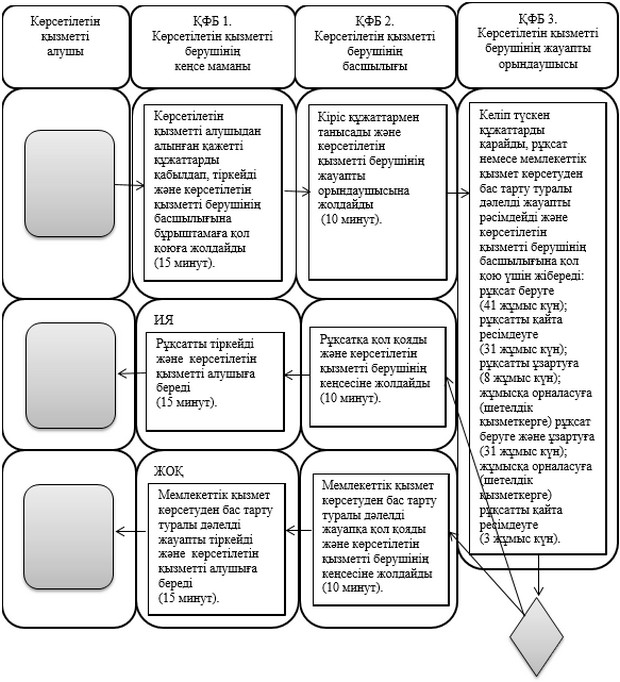 Көрсетілетін
қызметті
алушы
ҚФБ 1.
Көрсетілетін қызметті
берушінің
кеңсе маманы
ҚФБ 2.
Көрсетілетін қызметті
берушінің
басшылығы
ҚФБ 3.
Көрсетілетін қызметті
берушінің жауапты
орындаушысы
Көрсетілетін
қызметті алушыдан
алынған қажетті
құжаттарды
қабылдап, тіркейді
және көрсетілетін
қызметті берушінің
басшылығына
бұрыштамаға қол
қоюға жолдайды
(15 минут).
Кіріс құжаттармен
танысады және
көрсетілетін
қызметті берушінің
жауапты
орындаушысына
жолдайды
(10 минут).
Келіп түскен
құжаттарды
қарайды, рұқсат
немесе мемлекеттік
қызмет көрсетуден
бас тарту туралы
дәлелді жауапты
рәсімдейді және
көрсетілетін
қызметті берушінің
басшылығына қол
қою үшін жібереді:
рұқсат беруге
(41 жұмыс күн);
рұқсатты қайта
ресімдеуге
(31 жұмыс күн);
рұқсатты ұзартуға
(8 жұмыс күн);
жұмысқа орналасуға
(шетелдік
қызметкерге) рұқсат
беруге және ұзартуға
(31 жұмыс күн);
жұмысқа орналасуға
(шетелдік
қызметкерге)
рұқсатты қайта
ресімдеуге
(3 жұмыс күн).
ИЯ
Рұқсатты тіркейді
және көрсетілетін
қызметті алушыға
береді
(15 минут).
Рұқсатқа қол қояды
және көрсетілетін
қызметті берушінің
кеңсесіне жолдайды
(10 минут).
ЖОҚ
Мемлекеттік қызмет
көрсетуден бас тарту
туралы дәлелді
жауапты тіркейді
және көрсетілетін
қызметті алушыға
береді
(15 минут).
Мемлекеттік қызмет
көрсетуден бас тарту
туралы дәлелді
жауапқа қол қояды
және көрсетілетін
қызметті берушінің
кеңсесіне жолдайды
(10 минут).